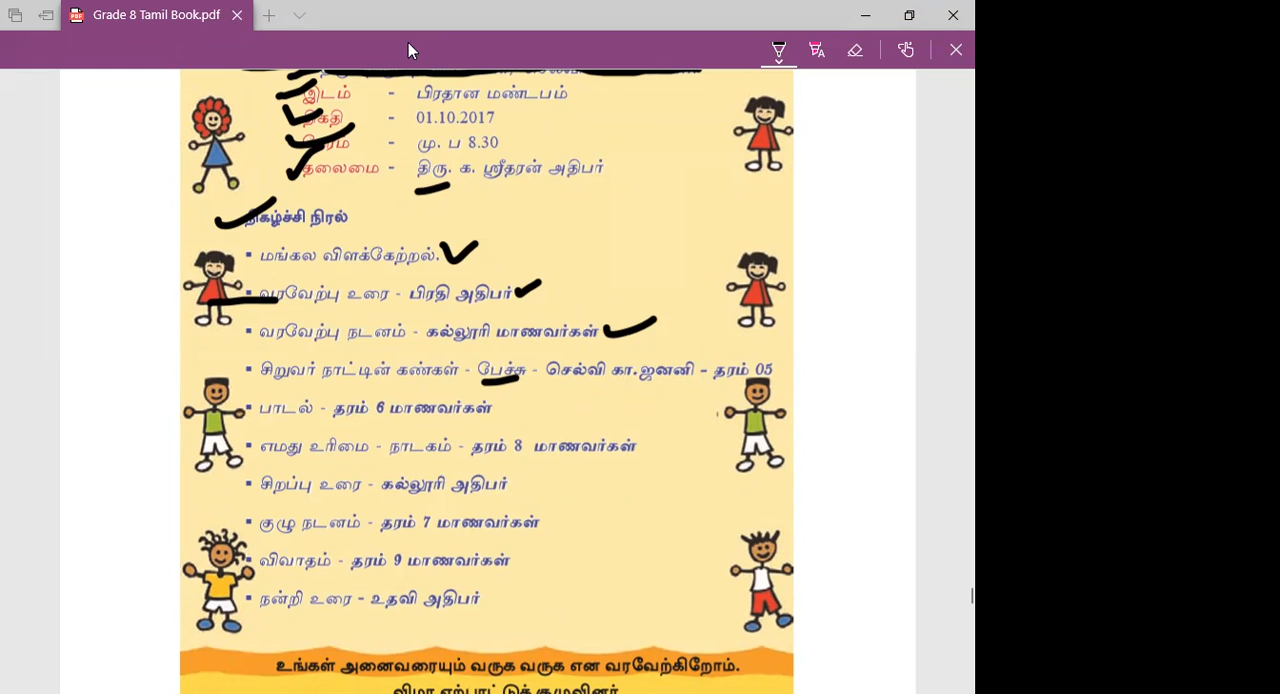 Grade 8 Tamil Book.pdf
இடம் - பிரதான மண்டபம்
திகதி - 01.10.2017
நேரம் - மு. ப 8.30
தலைமை - திரு. க. ஸ்ரீதரன் அதிபர்
நிகழ்ச்சி நிரல்
▪ மங்கல விளக்கேற்றல்.
▪ வரவேற்பு உரை - பிரதி அதிபர்
▪ வரவேற்பு நடனம் - கல்லூரி மாணவர்கள்
▪ சிறுவர் நாட்டின் கண்கள் - பேச்சு - செல்வி கா.ஜனனி - தரம் 05
▪ பாடல் - தரம் 6 மாணவர்கள்
▪ எமது உரிமை - நாடகம் - தரம் 8 மாணவர்கள்
▪ சிறப்பு உரை - கல்லூரி அதிபர்
▪ குழு நடனம் - தரம் 7 மாணவர்கள்
▪ விவாதம் - தரம் 9 மாணவர்கள்
▪ நன்றி உரை - உதவி அதிபர்
உங்கள் அனைவரையும் வருக வருக என வரவேற்கிறோம்.
விழா ஏற்பாட்டுக் குழுவினர்